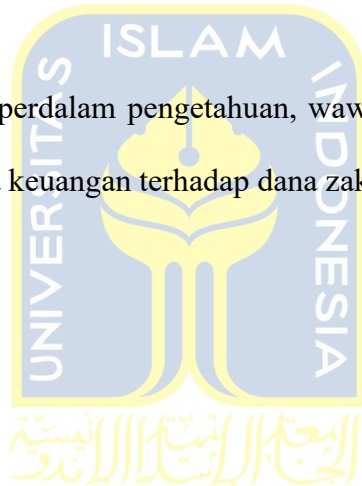 ISLAM
UNIVERSITAS
INDONESIA
perdalam pengetahuan, waw
keuangan terhadap dana zak